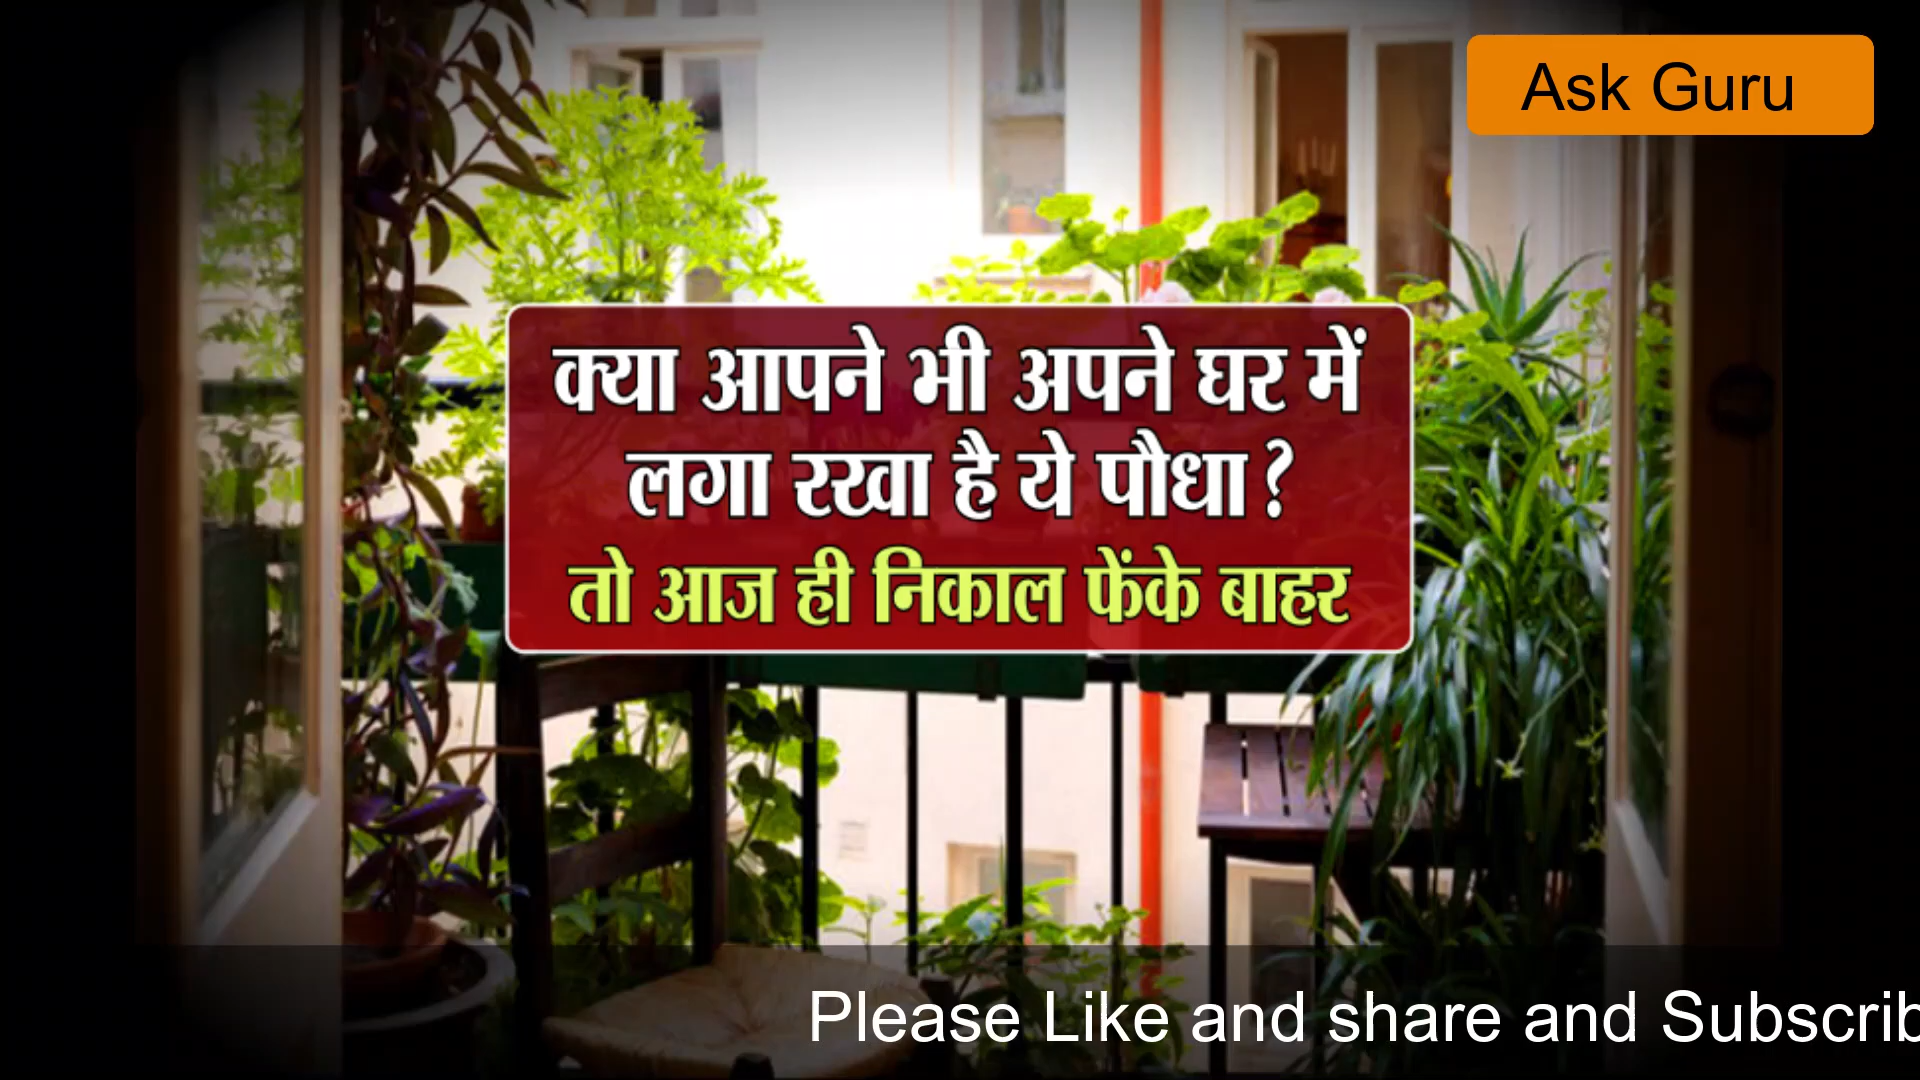 Ask Guru
क्या आपने भी अपने घर में
लगा रखा है ये पौधा?
तो आज ही निकाल फेंके बाहर
Please Like and share and Subscrib